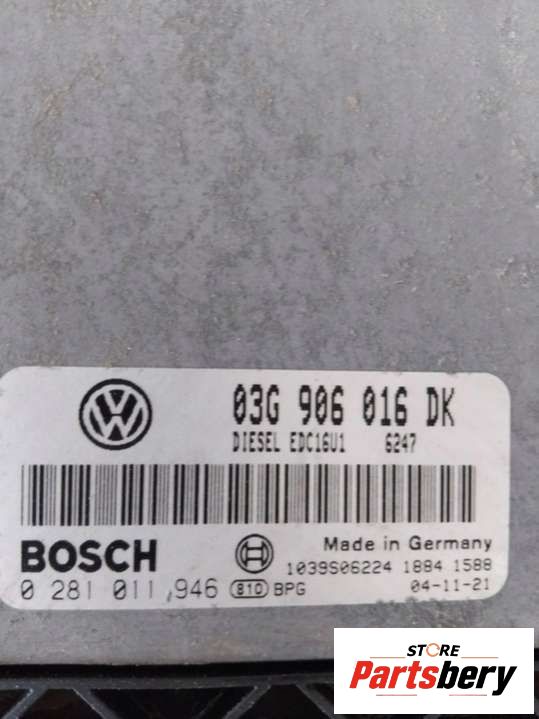 03G 906 016 DK
DIESEL EDC16U1 6247
BOSCH
Made in Germany
1039S06224 1884 1588
0 281 011,946 810 BPG 04-11-21
STORE
Partsbery